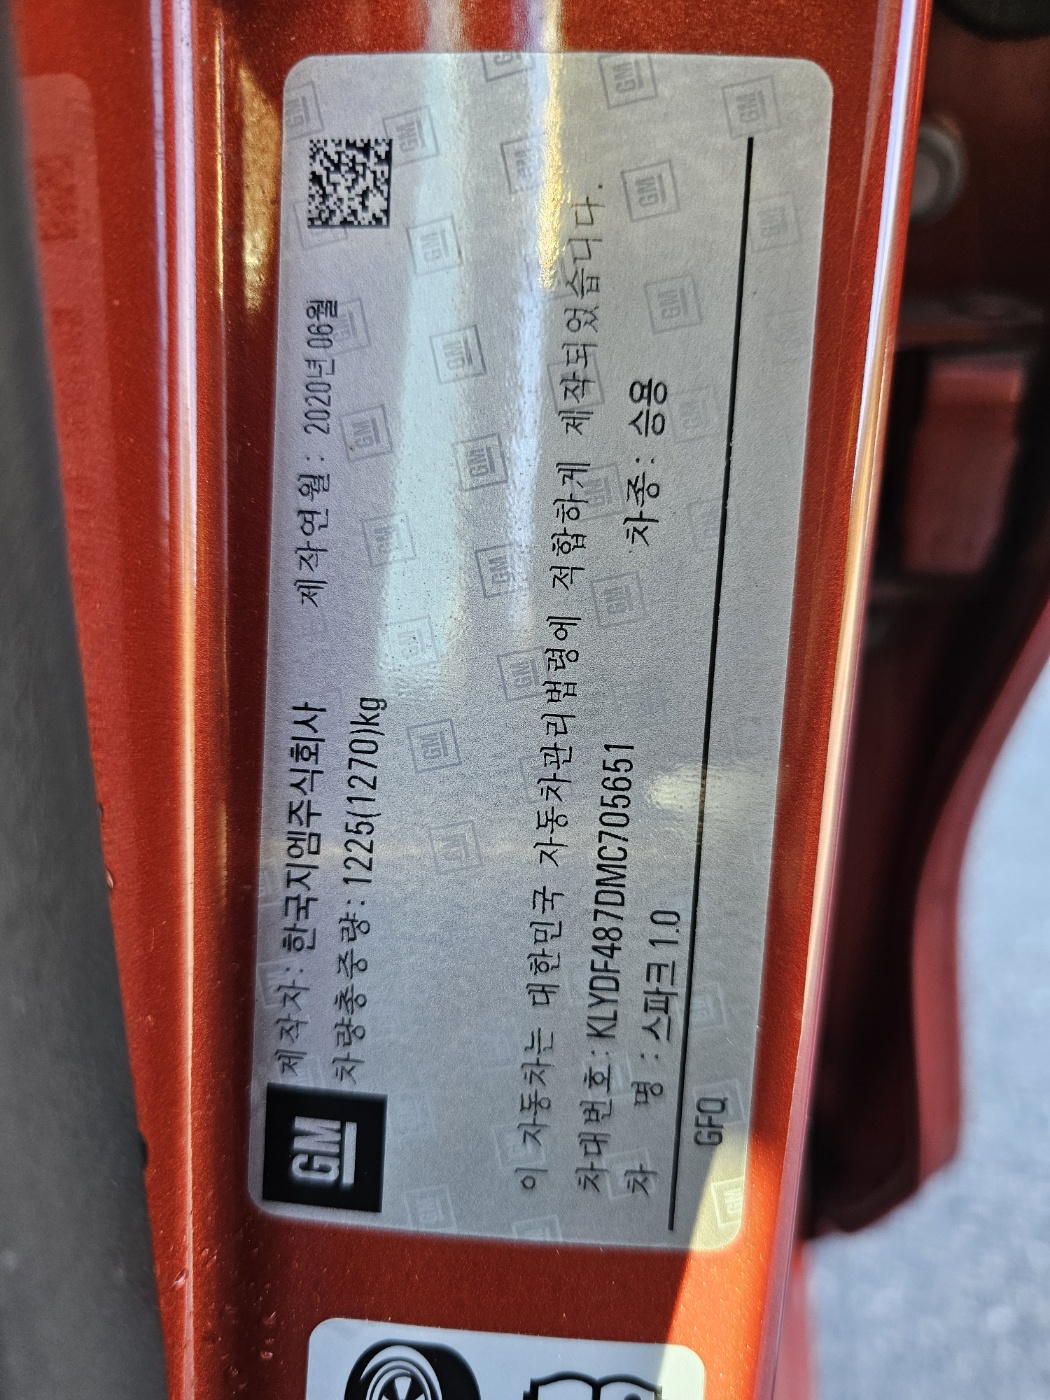 GM
제작자: 한국지엠주식회사 제작연월: 2020년 06월
차량총중량: 1225(1270)kg
이 자동차는 대한민국 자동차관리법령에 적합하게 제작되었습니다.
차대번호: KLYDF487DMC705651
차 명: 스파크 1.0 차종: 승용
GFQ